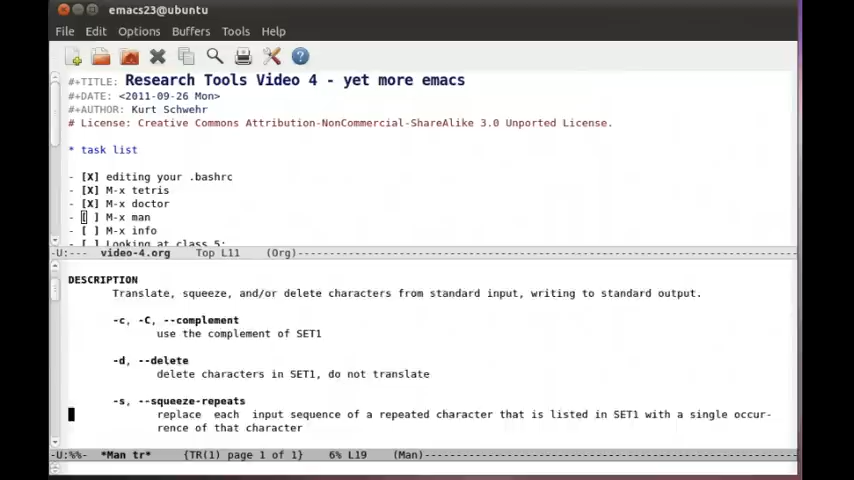 emacs23@ubuntu
File Edit Options Buffers Tools Help
#+TITLE: Research Tools Video 4 - yet more emacs
#+DATE: <2011-09-26 Mon>
#+AUTHOR: Kurt Schwehr
# License: Creative Commons Attribution-NonCommercial-ShareAlike 3.0 Unported License.
* task list
- [X] editing your .bashrc
- [X] M-x tetris
- [X] M-x doctor
- [ ] M-x man
- [ ] M-x info
- [ ] Looking at class 5:
-U:--- video-4.org Top L11 (Org)
DESCRIPTION
Translate, squeeze, and/or delete characters from standard input, writing to standard output.
-c, -C, --complement
use the complement of SET1
-d, --delete
delete characters in SET1, do not translate
-s, --squeeze-repeats
replace each input sequence of a repeated character that is listed in SET1 with a single occur-
rence of that character
-U:%%- *Man tr* {TR(1) page 1 of 1} 6% L19 (Man)